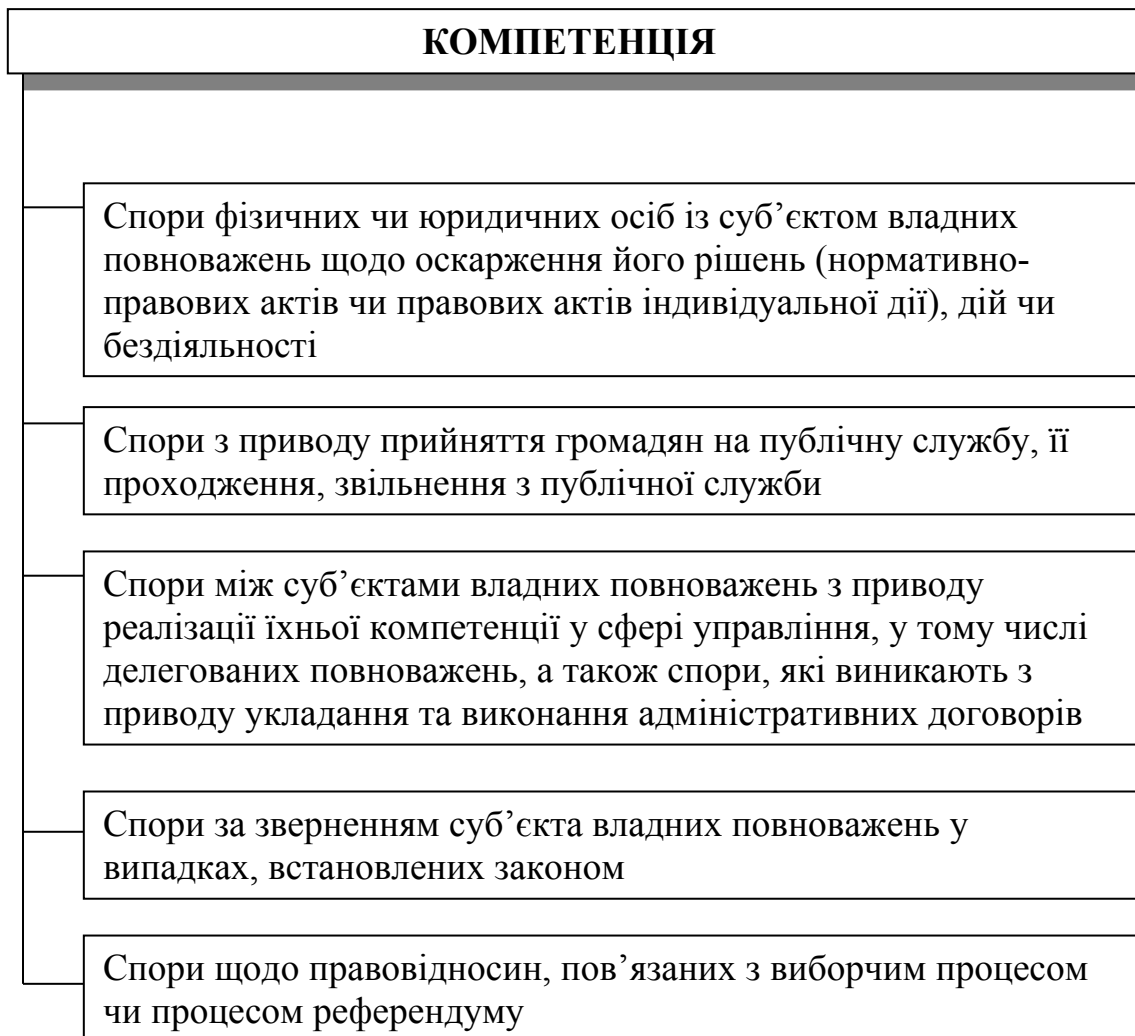 КОМПЕТЕНЦІЯ
Спори фізичних чи юридичних осіб із суб’єктом владних
повноважень щодо оскарження його рішень (нормативно-
правових актів чи правових актів індивідуальної дії), дій чи
бездіяльності
Спори з приводу прийняття громадян на публічну службу, її
проходження, звільнення з публічної служби
Спори між суб’єктами владних повноважень з приводу
реалізації їхньої компетенції у сфері управління, у тому числі
делегованих повноважень, а також спори, які виникають з
приводу укладання та виконання адміністративних договорів
Спори за зверненням суб’єкта владних повноважень у
випадках, встановлених законом
Спори щодо правовідносин, пов’язаних з виборчим процесом
чи процесом референдуму